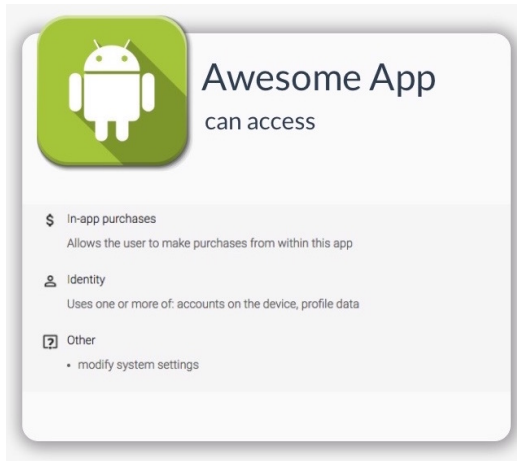 Awesome App
can access
$ In-app purchases
Allows the user to make purchases from within this app
Identity
Uses one or more of: accounts on the device, profile data
? Other
• modify system settings